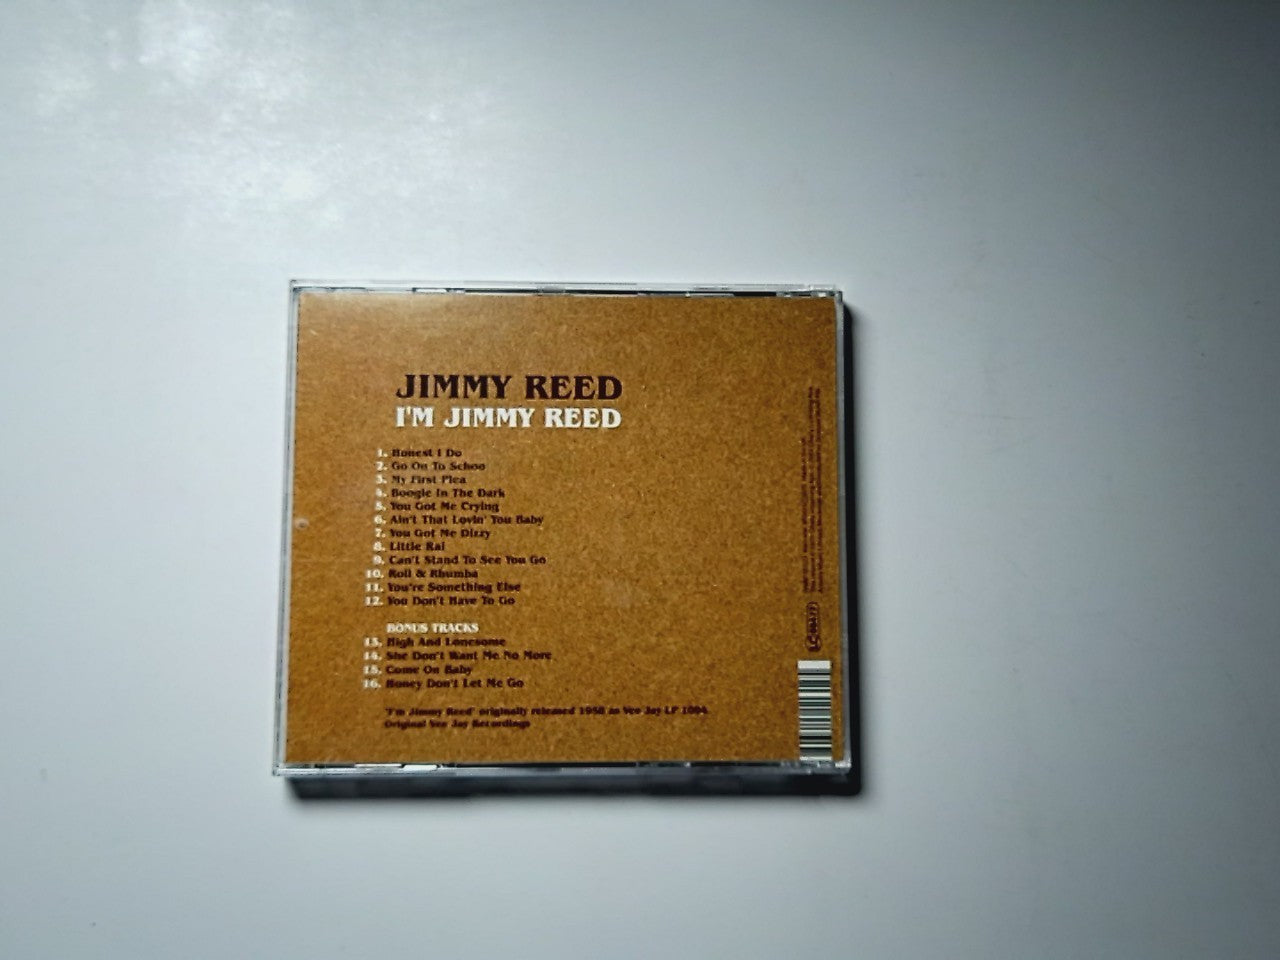 JIMMY REED
I'M JIMMY REED
1. Honest I Do
2. Go On To Schoo
3. My First Plea
4. Boogie In The Dark
5. You Got Me Crying
6. Ain't That Lovin' You Baby
7. You Got Me Dizzy
8. Little Rai
9. Can't Stand To See You Go
10. Roll & Rhumba
11. You're Something Else
12. You Don't Have To Go
BONUS TRACKS
13. High And Lonesome
14. She Don't Want Me No More
15. Come On Baby
16. Honey Don't Let Me Go
'I'm Jimmy Reed' originally released 1958 as Vee Jay LP 1004
Original Vee Jay Recordings